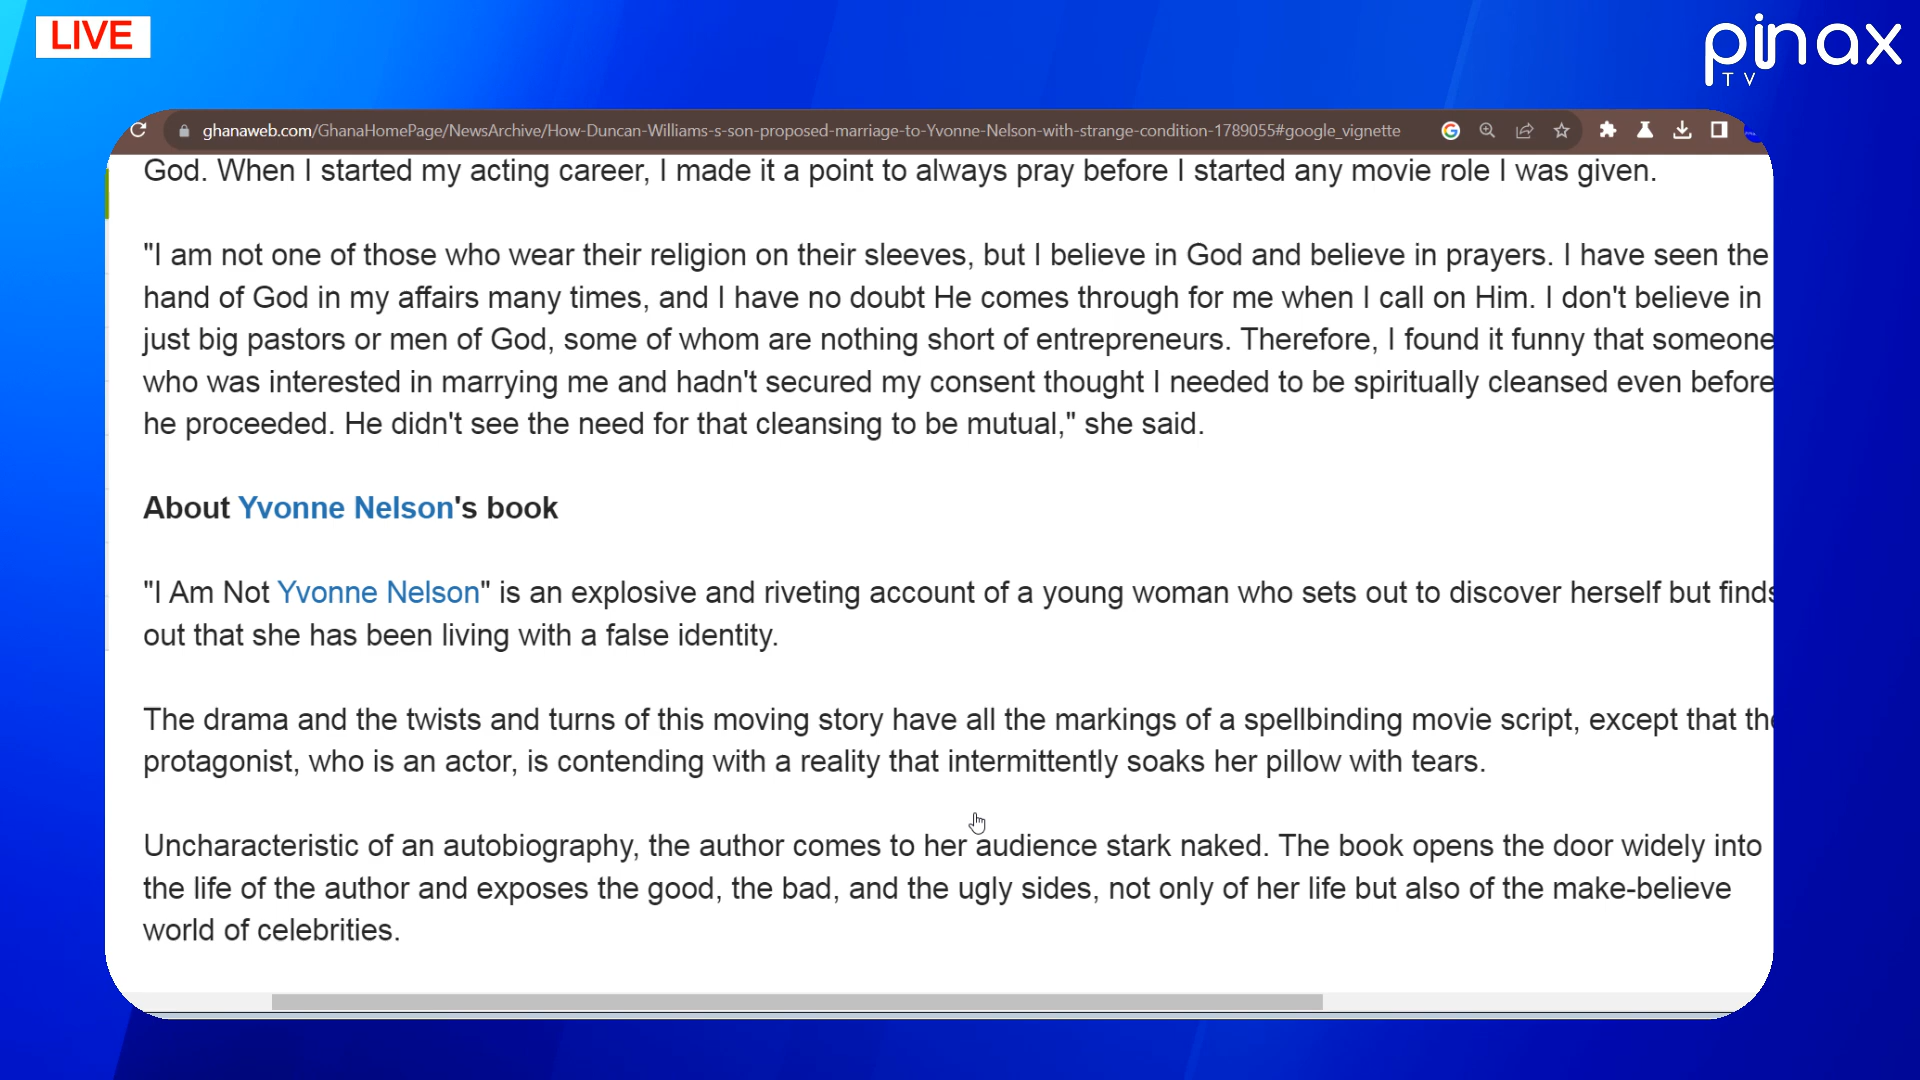 LIVE
pinax
TV
ghanaweb.com/GhanaHomePage/NewsArchive/How-Duncan-Williams-s-son-proposed-marriage-to-Yvonne-Nelson-with-strange-condition-1789055#google_vignette
God. When I started my acting career, I made it a point to always pray before I started any movie role I was given.
"I am not one of those who wear their religion on their sleeves, but I believe in God and believe in prayers. I have seen the
hand of God in my affairs many times, and I have no doubt He comes through for me when I call on Him. I don't believe in
just big pastors or men of God, some of whom are nothing short of entrepreneurs. Therefore, I found it funny that someone
who was interested in marrying me and hadn't secured my consent thought I needed to be spiritually cleansed even before
he proceeded. He didn't see the need for that cleansing to be mutual," she said.
About Yvonne Nelson's book
"I Am Not Yvonne Nelson" is an explosive and riveting account of a young woman who sets out to discover herself but finds
out that she has been living with a false identity.
The drama and the twists and turns of this moving story have all the markings of a spellbinding movie script, except that the
protagonist, who is an actor, is contending with a reality that intermittently soaks her pillow with tears.
Uncharacteristic of an autobiography, the author comes to her audience stark naked. The book opens the door widely into
the life of the author and exposes the good, the bad, and the ugly sides, not only of her life but also of the make-believe
world of celebrities.